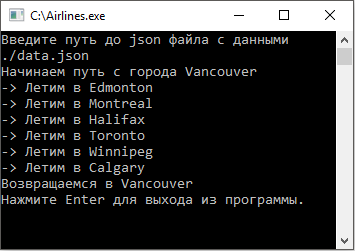 C:\Airlines.exe
Введите путь до json файла с данными
./data.json
Начинаем путь с города Vancouver
-> Летим в Edmonton
-> Летим в Montreal
-> Летим в Halifax
-> Летим в Toronto
-> Летим в Winnipeg
-> Летим в Calgary
Возвращаемся в Vancouver
Нажмите Enter для выхода из программы.